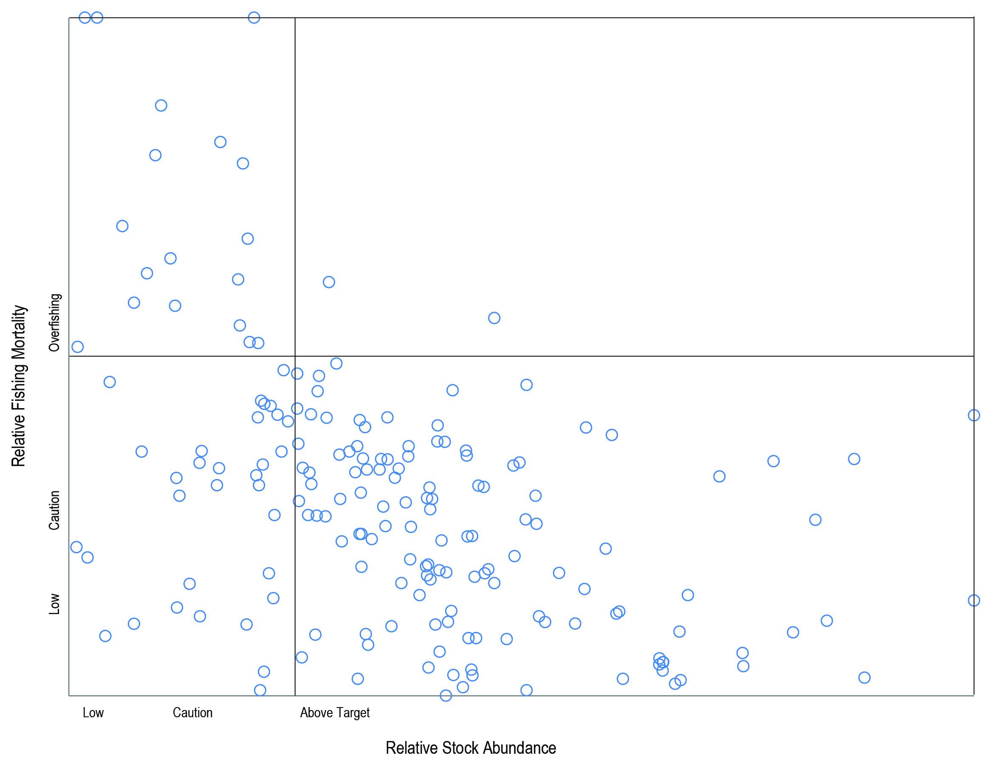 Relative Fishing Mortality
Overfishing
Caution
Low
Low
Caution
Above Target
Relative Stock Abundance